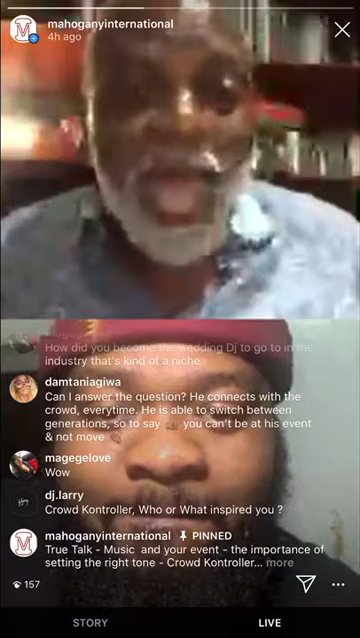 mahoganyinternational
4h ago
How did you become the wedding Dj to go to in the
industry that's kind of a niche
damtaniagiwa
Can I answer the question? He connects with the
crowd, everytime. He is able to switch between
generations, so to say you can't be at his event
& not move
magegelove
Wow
dj.larry
Crowd Kontroller, Who or What inspired you ?
mahoganyinternational PINNED
True Talk - Music and your event - the importance of
setting the right tone - Crowd Kontroller... more
157
STORY LIVE